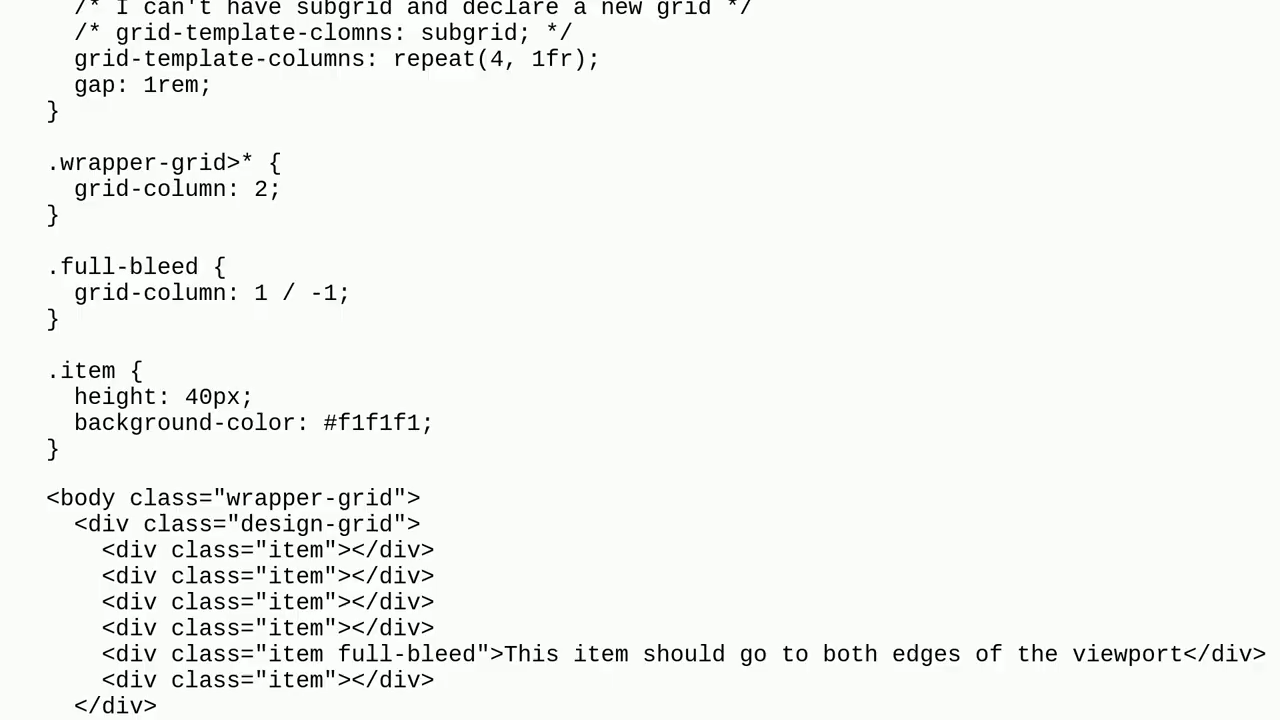 /* I can't have subgrid and declare a new grid */
/* grid-template-clomns: subgrid; */
grid-template-columns: repeat(4, 1fr);
gap: 1rem;
}
.wrapper-grid>* {
grid-column: 2;
}
.full-bleed {
grid-column: 1 / -1;
}
.item {
height: 40px;
background-color: #f1f1f1;
}
<body class="wrapper-grid">
<div class="design-grid">
<div class="item"></div>
<div class="item"></div>
<div class="item"></div>
<div class="item"></div>
<div class="item full-bleed">This item should go to both edges of the viewport</div>
<div class="item"></div>
</div>